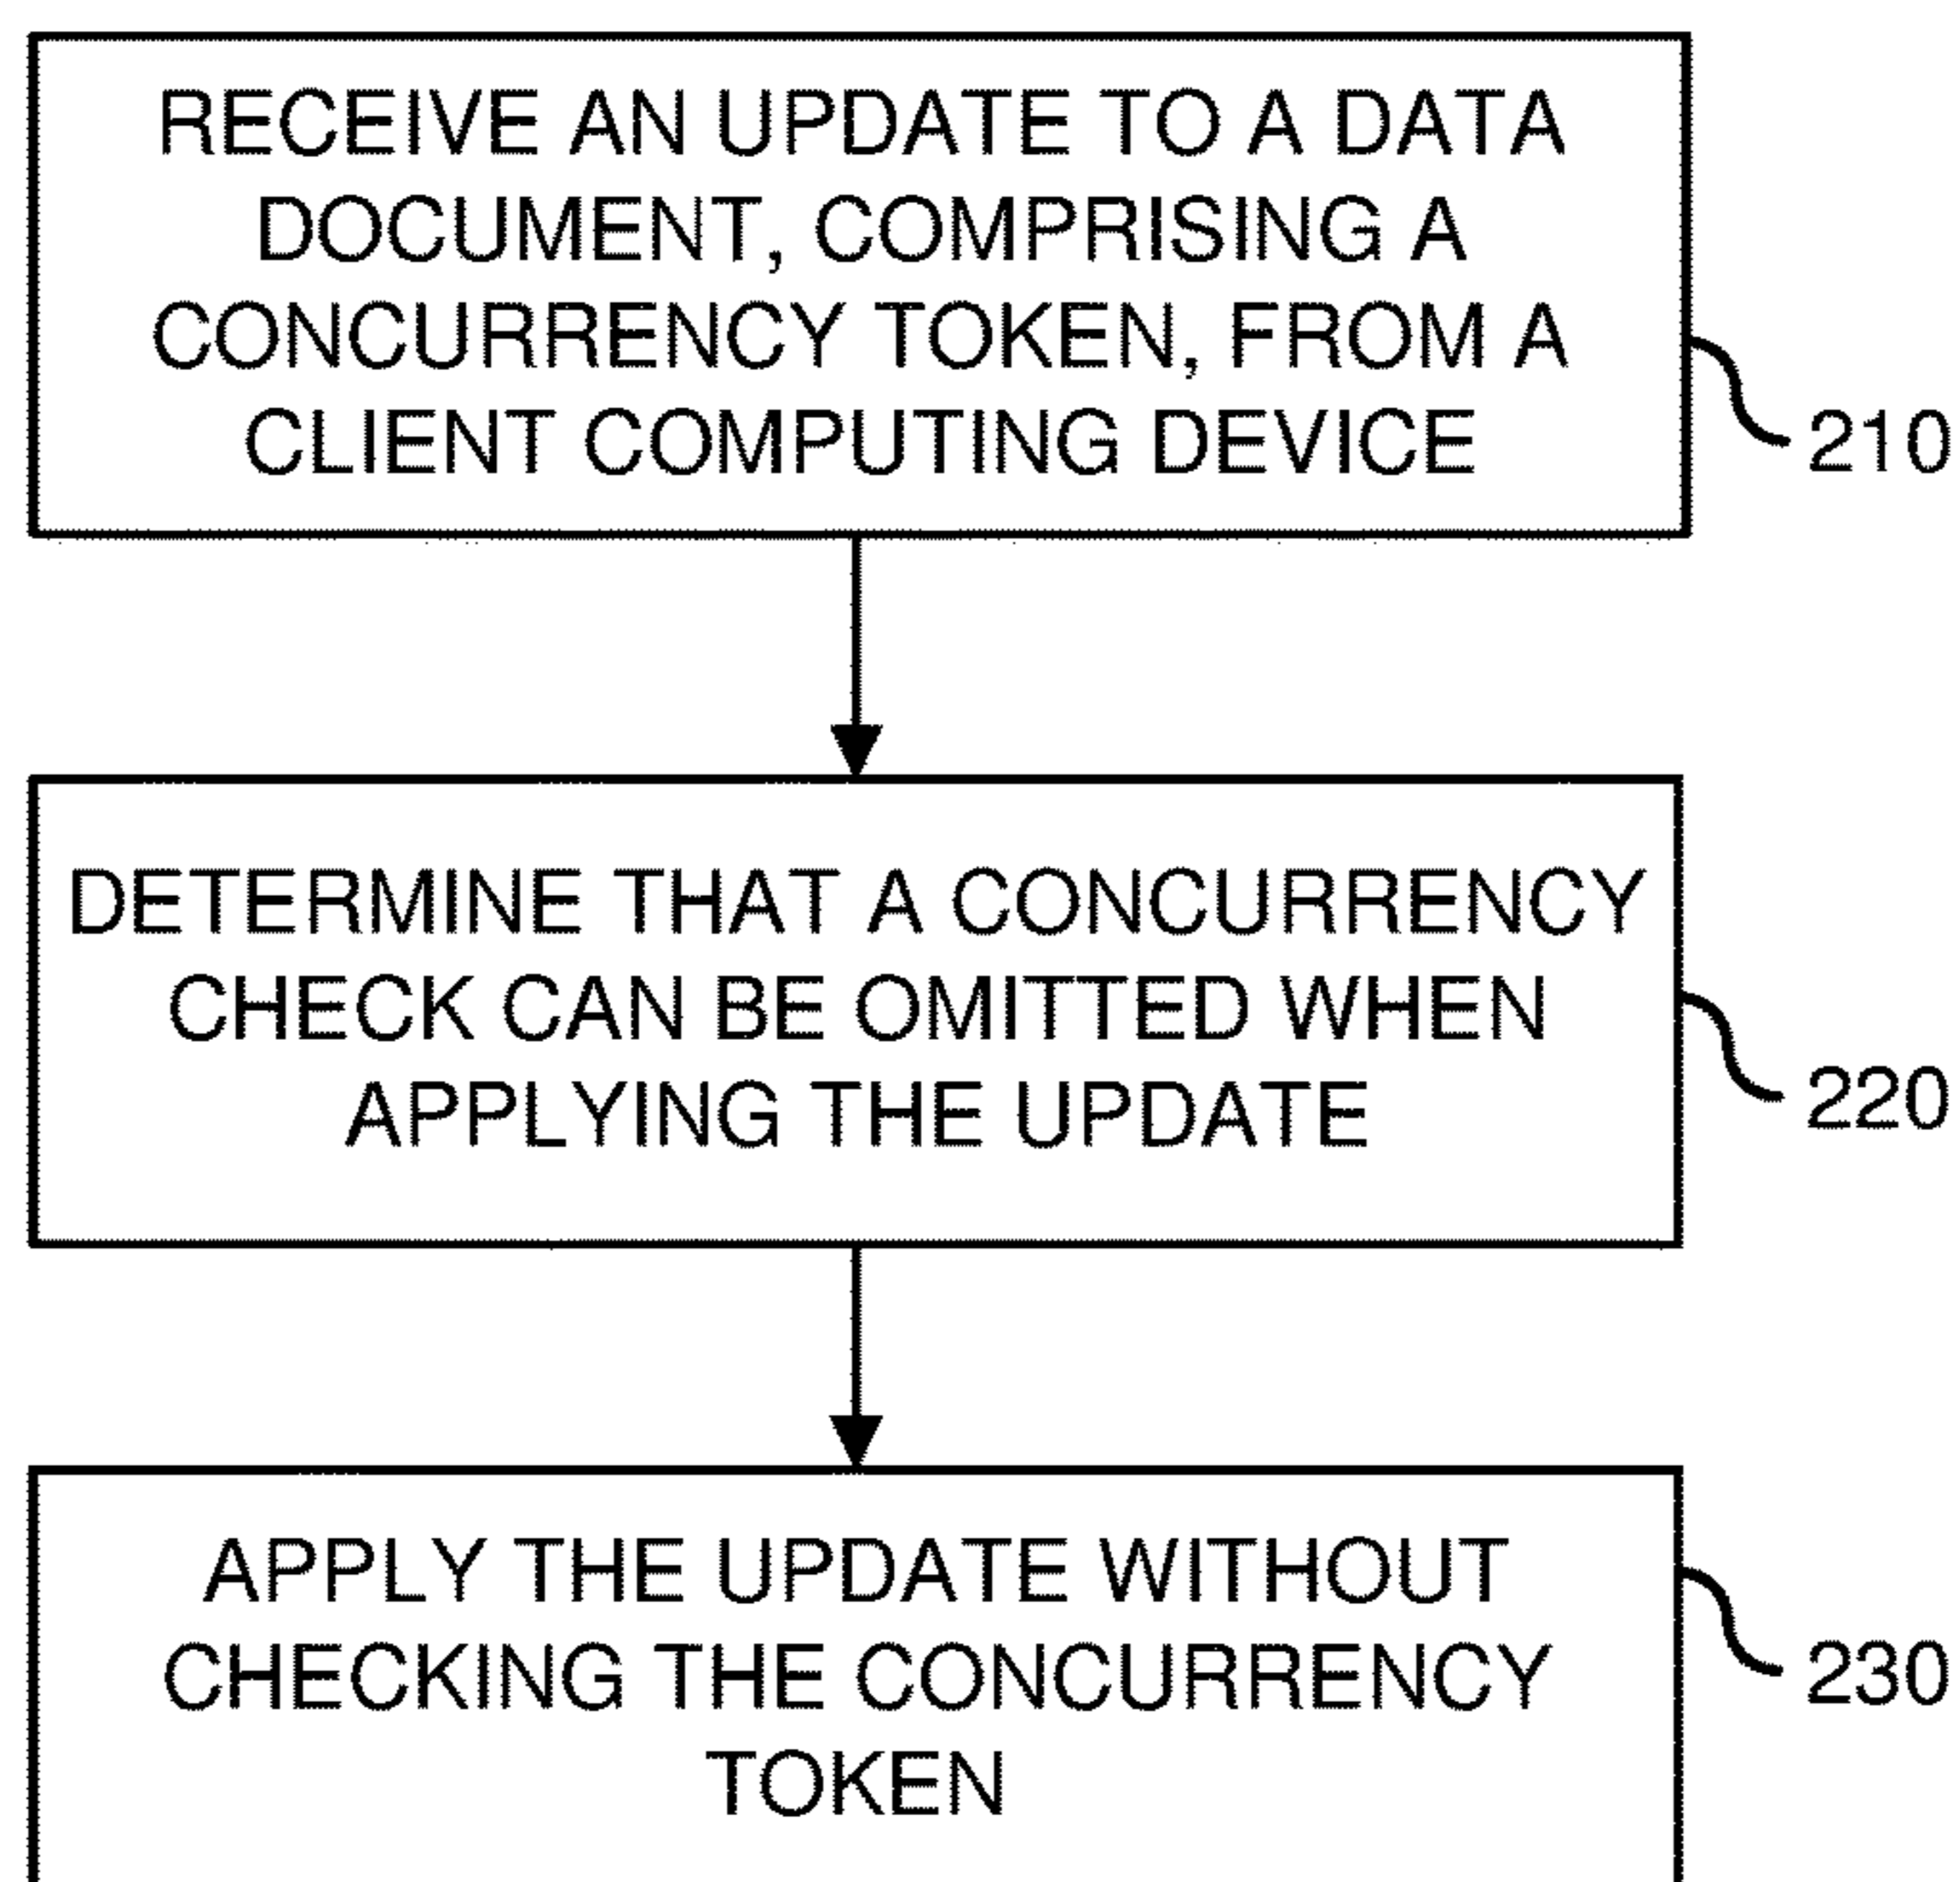 RECEIVE AN UPDATE TO A DATA
DOCUMENT, COMPRISING A
CONCURRENCY TOKEN, FROM A
CLIENT COMPUTING DEVICE
210
DETERMINE THAT A CONCURRENCY
CHECK CAN BE OMITTED WHEN
APPLYING THE UPDATE
220
APPLY THE UPDATE WITHOUT
CHECKING THE CONCURRENCY
TOKEN
230